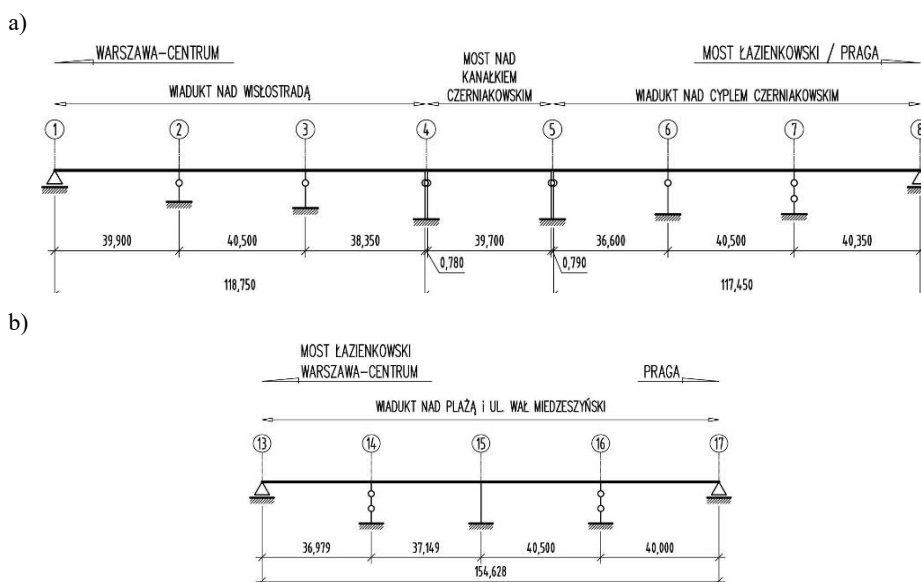 a)
WARSZAWA-CENTRUM
MOST NAD
KANAŁKIEM
CZERNIAKOWSKIM
MOST ŁAZIENKOWSKI / PRAGA
WIADUKT NAD WISŁOSTRADĄ
WIADUKT NAD CYPLEM CZERNIAKOWSKIM
1 2 3 4 5 6 7 8
39,900 40,500 38,350 39,700 36,600 40,500 40,350
0,780 0,790
118,750 117,450
b)
MOST ŁAZIENKOWSKI
WARSZAWA-CENTRUM
PRAGA
WIADUKT NAD PLAŻĄ i UL. WAŁ MIEDZESZYŃSKI
13 14 15 16 17
36,979 37,149 40,500 40,000
154,628